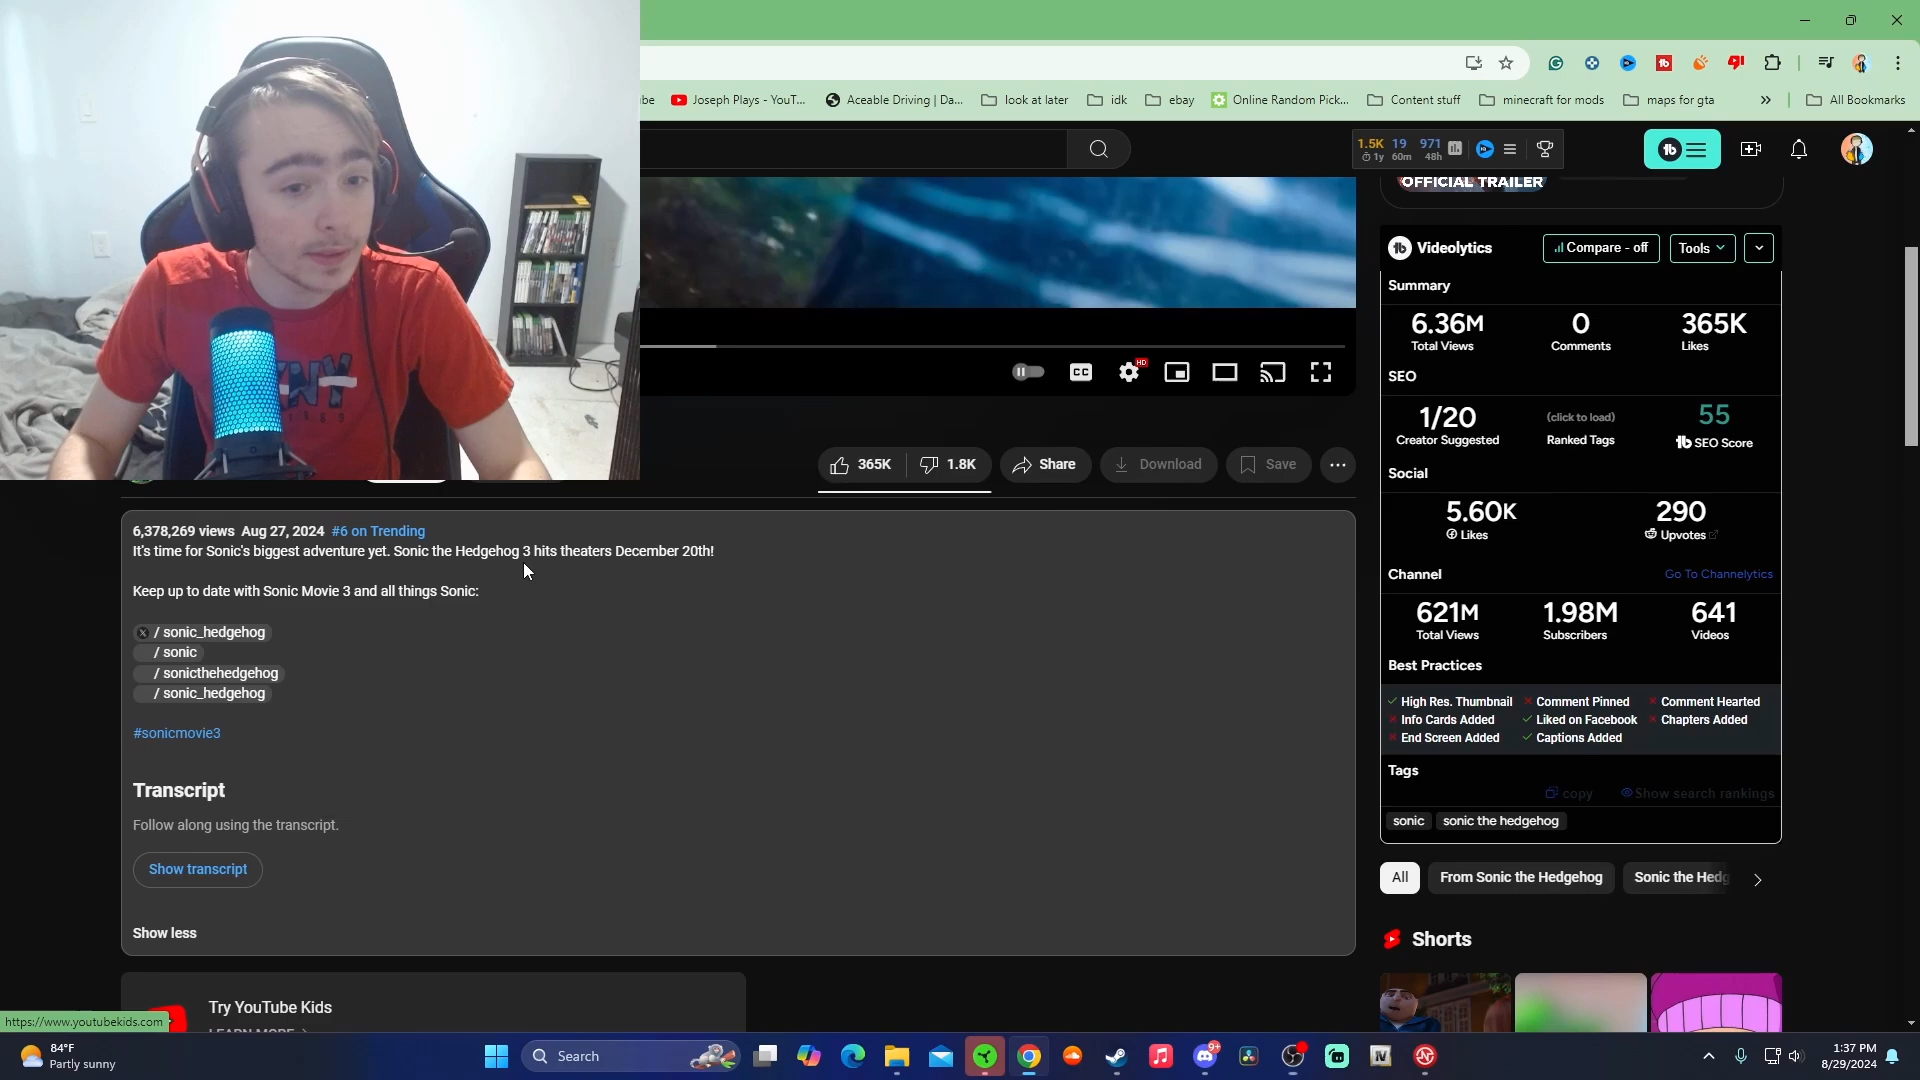 be
Joseph Plays - YouT...
Aceable Driving | Da...
look at later
idk
ebay
Online Random Pick...
Content stuff
minecraft for mods
maps for gta
»
All Bookmarks
1.5K 19 971
1y 60m 48h
OFFICIAL TRAILER
Videolytics
Compare - off
Tools
Summary
6.36M 0 365K
Total Views Comments Likes
SEO
1/20 (click to load) 55
Creator Suggested Ranked Tags SEO Score
Social
5.60K 290
Likes Upvotes
Channel Go To Channelytics
621M 1.98M 641
Total Views Subscribers Videos
Best Practices
High Res. Thumbnail Comment Pinned Comment Hearted
Info Cards Added Liked on Facebook Chapters Added
End Screen Added Captions Added
Tags
copy Show search rankings
sonic sonic the hedgehog
All From Sonic the Hedgehog Sonic the Hedg
Shorts
CC
HD
365K 1.8K Share Download Save
6,378,269 views Aug 27, 2024 #6 on Trending
It's time for Sonic's biggest adventure yet. Sonic the Hedgehog 3 hits theaters December 20th!
Keep up to date with Sonic Movie 3 and all things Sonic:
/ sonic_hedgehog
/ sonic
/ sonicthehedgehog
/ sonic_hedgehog
#sonicmovie3
Transcript
Follow along using the transcript.
Show transcript
Show less
Try YouTube Kids
LEARN MORE
https://www.youtubekids.com
84°F
Partly sunny
Search
9+
1:37 PM
8/29/2024